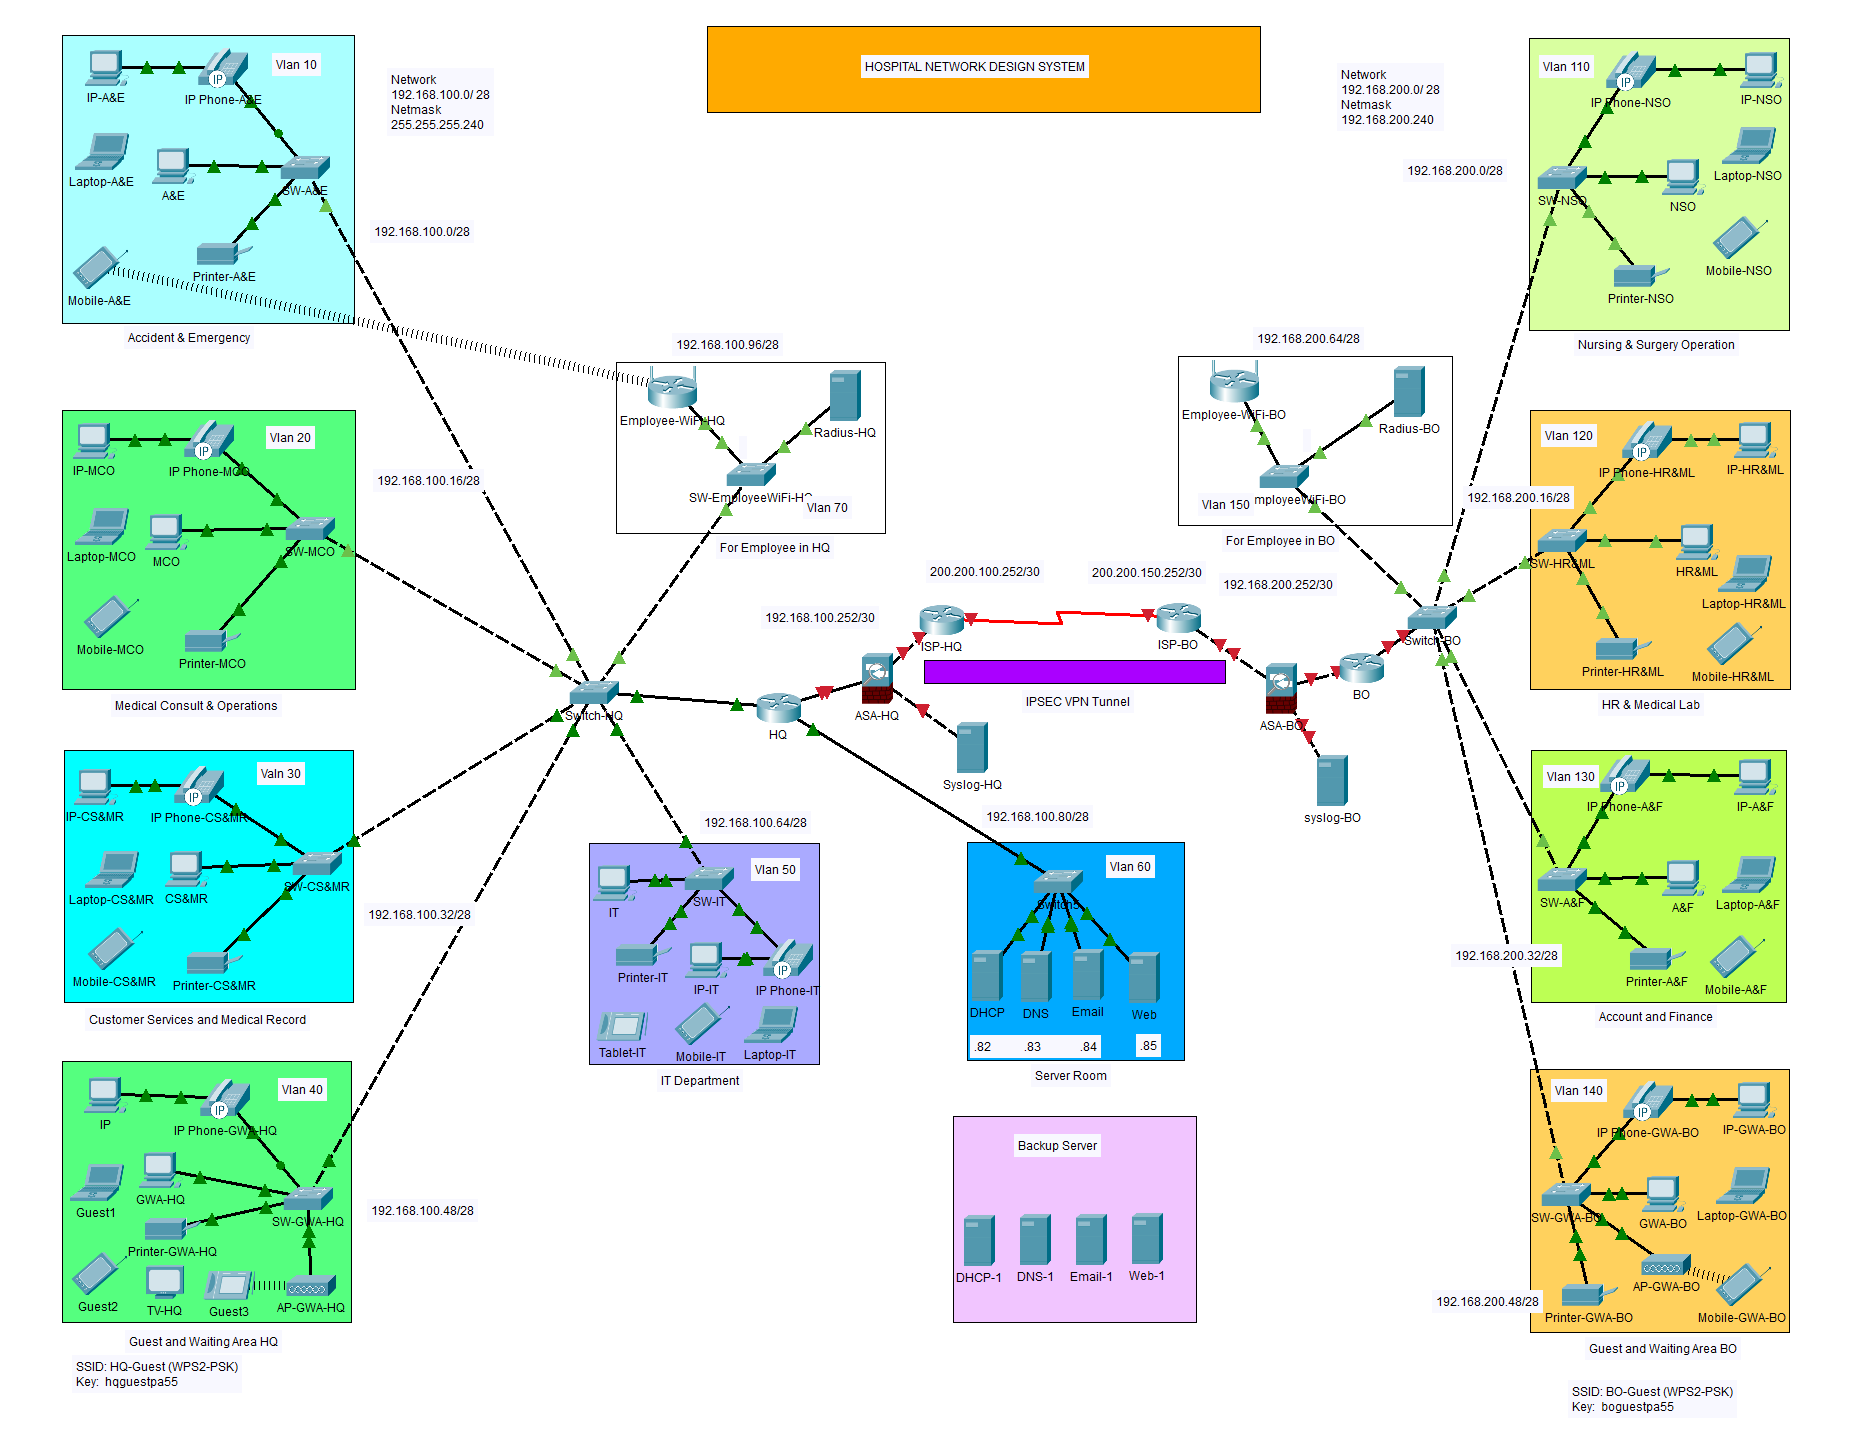 HOSPITAL NETWORK DESIGN SYSTEM
Vlan 10
IP-A&E
IP
IP Phone-A&E
Laptop-A&E
A&E
SW-A&E
Printer-A&E
Mobile-A&E
Accident & Emergency
Network
192.168.100.0/ 28
Netmask
255.255.255.240
192.168.100.0/28
Vlan 20
IP-MCO
IP
IP Phone-MCO
Laptop-MCO
MCO
SW-MCO
Mobile-MCO
Printer-MCO
Medical Consult & Operations
192.168.100.16/28
Valn 30
IP-CS&MR
IP
IP Phone-CS&MR
Laptop-CS&MR
CS&MR
SW-CS&MR
Mobile-CS&MR
Printer-CS&MR
Customer Services and Medical Record
192.168.100.32/28
Vlan 40
IP
IP
IP Phone-GWA-HQ
Guest1
GWA-HQ
SW-GWA-HQ
Printer-GWA-HQ
Guest2
TV-HQ
Guest3
AP-GWA-HQ
Guest and Waiting Area HQ
192.168.100.48/28
SSID: HQ-Guest (WPS2-PSK)
Key:  hqguestpa55
192.168.100.96/28
Employee-WiFi-HQ
Radius-HQ
SW-EmployeeWiFi-HQ
Vlan 70
For Employee in HQ
Switch-HQ
HQ
192.168.100.252/30
ASA-HQ
ISP-HQ
Syslog-HQ
200.200.100.252/30
200.200.150.252/30
ISP-BO
IPSEC VPN Tunnel
192.168.200.252/30
ASA-BO
BO
syslog-BO
Switch-BO
192.168.100.64/28
Vlan 50
IT
SW-IT
Printer-IT
IP-IT
IP
IP Phone-IT
Tablet-IT
Mobile-IT
Laptop-IT
IT Department
192.168.100.80/28
Vlan 60
Switch5
DHCP
DNS
Email
Web
.82
.83
.84
.85
Server Room
Backup Server
DHCP-1
DNS-1
Email-1
Web-1
192.168.200.64/28
Employee-WiFi-BO
Radius-BO
Vlan 150
mployeeWiFi-BO
For Employee in BO
Network
192.168.200.0/ 28
Netmask
192.168.200.240
192.168.200.0/28
Vlan 110
IP
IP Phone-NSO
IP-NSO
Laptop-NSO
SW-NSO
NSO
Mobile-NSO
Printer-NSO
Nursing & Surgery Operation
Vlan 120
IP
IP Phone-HR&ML
IP-HR&ML
192.168.200.16/28
SW-HR&ML
HR&ML
Laptop-HR&ML
Printer-HR&ML
Mobile-HR&ML
HR & Medical Lab
Vlan 130
IP
IP Phone-A&F
IP-A&F
SW-A&F
A&F
Laptop-A&F
192.168.200.32/28
Printer-A&F
Mobile-A&F
Account and Finance
Vlan 140
IP
IP Phone-GWA-BO
IP-GWA-BO
SW-GWA-BO
GWA-BO
Laptop-GWA-BO
AP-GWA-BO
192.168.200.48/28
Printer-GWA-BO
Mobile-GWA-BO
Guest and Waiting Area BO
SSID: BO-Guest (WPS2-PSK)
Key:  boguestpa55